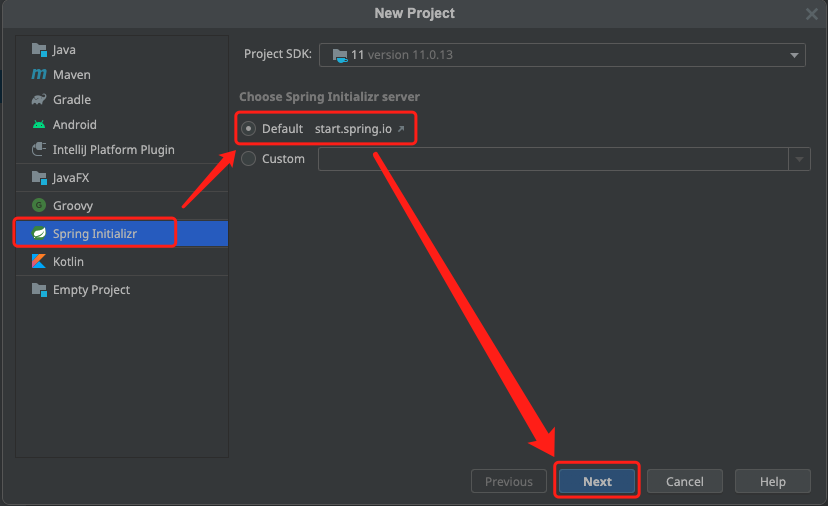 New Project
Java
Maven
Gradle
Android
IntelliJ Platform Plugin
JavaFX
Groovy
Spring Initializr
Kotlin
Empty Project
Project SDK: 11 version 11.0.13
Choose Spring Initializr server
Default start.spring.io
Custom
Previous Next Cancel Help